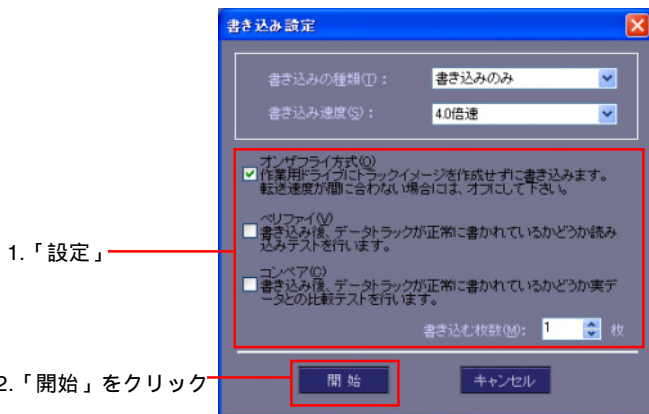 書き込み設定
書き込みの種類(T)： 書き込みのみ
書き込み速度(S)： 4.0倍速
オンザフライ方式(O)
作業用ドライブにトラックイメージを作成せずに書き込みます。
転送速度が間に合わない場合には、オフにして下さい。
ベリファイ(V)
書き込み後、データトラックが正常に書かれているかどうか読み
込みテストを行います。
1.「設定」
コンペア(C)
書き込み後、データトラックが正常に書かれているかどうか実デ
ータとの比較テストを行います。
書き込む枚数(M): 1 枚
2.「開始」をクリック
開 始 キャンセル